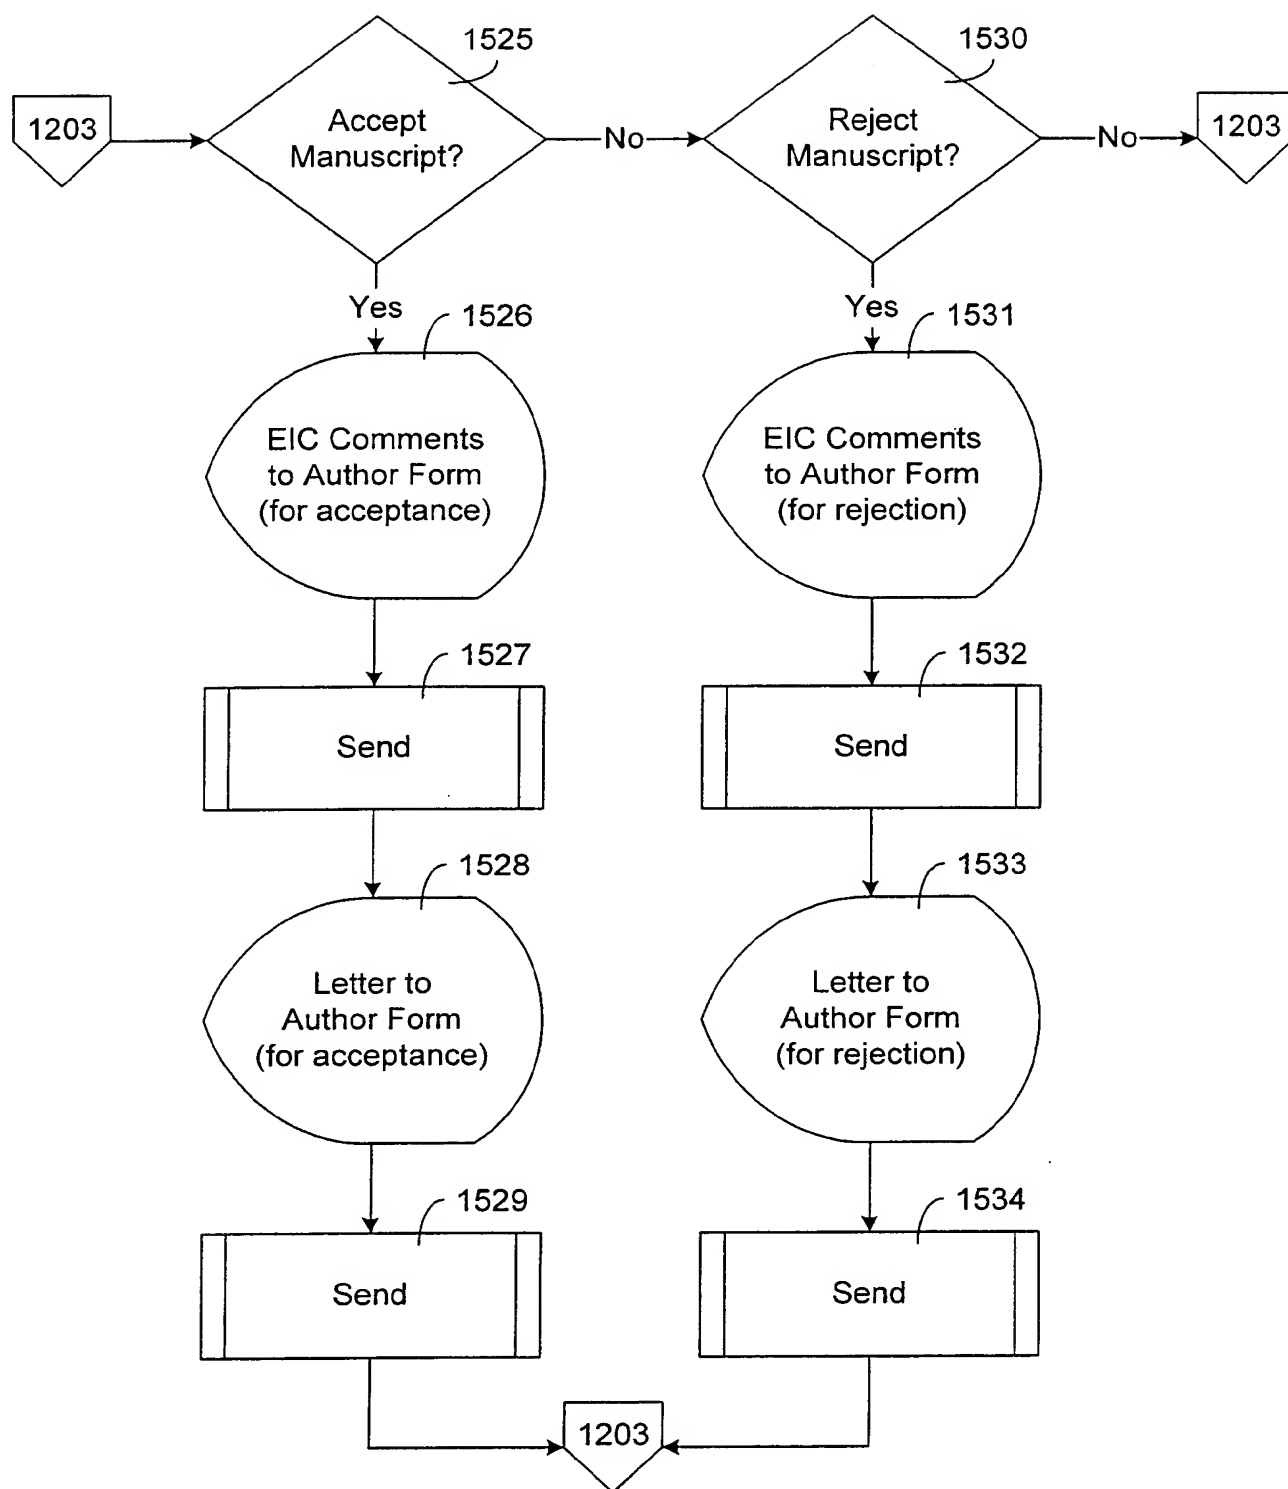 1525
1530
1203
Accept
Manuscript?
No
Reject
Manuscript?
No
1203
Yes
1526
Yes
1531
EIC Comments
to Author Form
(for acceptance)
EIC Comments
to Author Form
(for rejection)
1527
1532
Send
Send
1528
1533
Letter to
Author Form
(for acceptance)
Letter to
Author Form
(for rejection)
1529
1534
Send
Send
1203